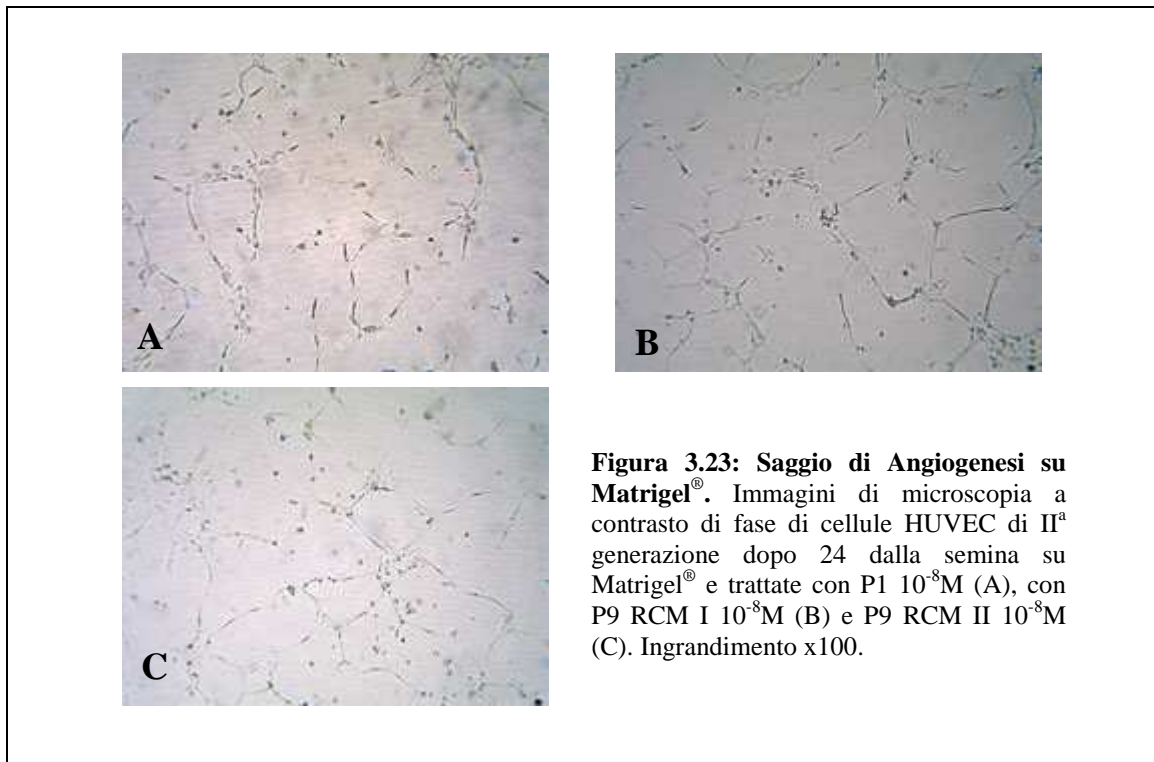 A
B
C
Figura 3.23: Saggio di Angiogenesi su
Matrigel®. Immagini di microscopia a
contrasto di fase di cellule HUVEC di IIª
generazione dopo 24 dalla semina su
Matrigel® e trattate con P1 10⁻⁸M (A), con
P9 RCM I 10⁻⁸M (B) e P9 RCM II 10⁻⁸M
(C). Ingrandimento x100.